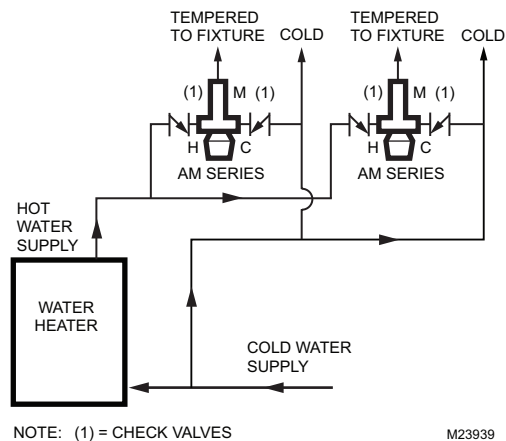 TEMPERED
TO FIXTURE
COLD
TEMPERED
TO FIXTURE
COLD
(1) M (1)
H C
AM SERIES
(1) M (1)
H C
AM SERIES
HOT
WATER
SUPPLY
WATER
HEATER
COLD WATER
SUPPLY
NOTE: (1) = CHECK VALVES
M23939